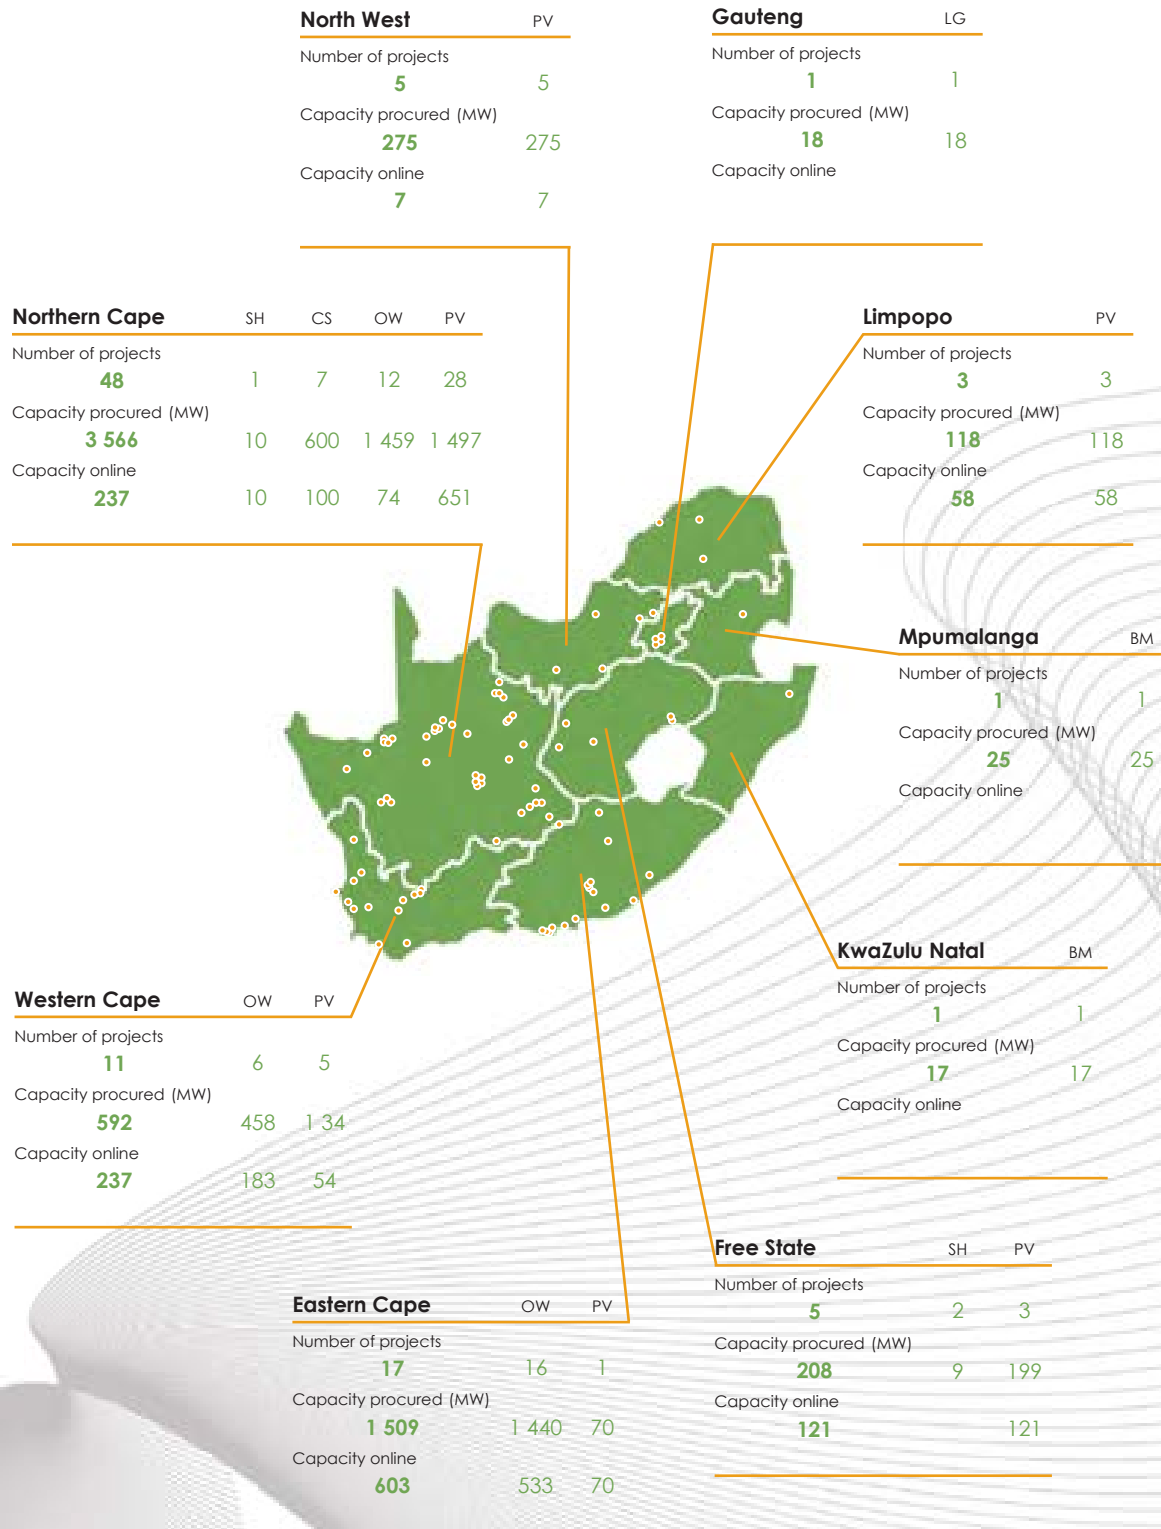 North West PV
Number of projects
5 5
Capacity procured (MW)
275 275
Capacity online
7 7
Gauteng LG
Number of projects
1 1
Capacity procured (MW)
18 18
Capacity online
Northern Cape SH CS OW PV
Number of projects
48 1 7 12 28
Capacity procured (MW)
3 566 10 600 1 459 1 497
Capacity online
237 10 100 74 651
Limpopo PV
Number of projects
3 3
Capacity procured (MW)
118 118
Capacity online
58 58
Mpumalanga BM
Number of projects
1 1
Capacity procured (MW)
25 25
Capacity online
KwaZulu Natal BM
Number of projects
1 1
Capacity procured (MW)
17 17
Capacity online
Western Cape OW PV
Number of projects
11 6 5
Capacity procured (MW)
592 458 1 34
Capacity online
237 183 54
Free State SH PV
Number of projects
5 2 3
Capacity procured (MW)
208 9 199
Capacity online
121 121
Eastern Cape OW PV
Number of projects
17 16 1
Capacity procured (MW)
1 509 1 440 70
Capacity online
603 533 70